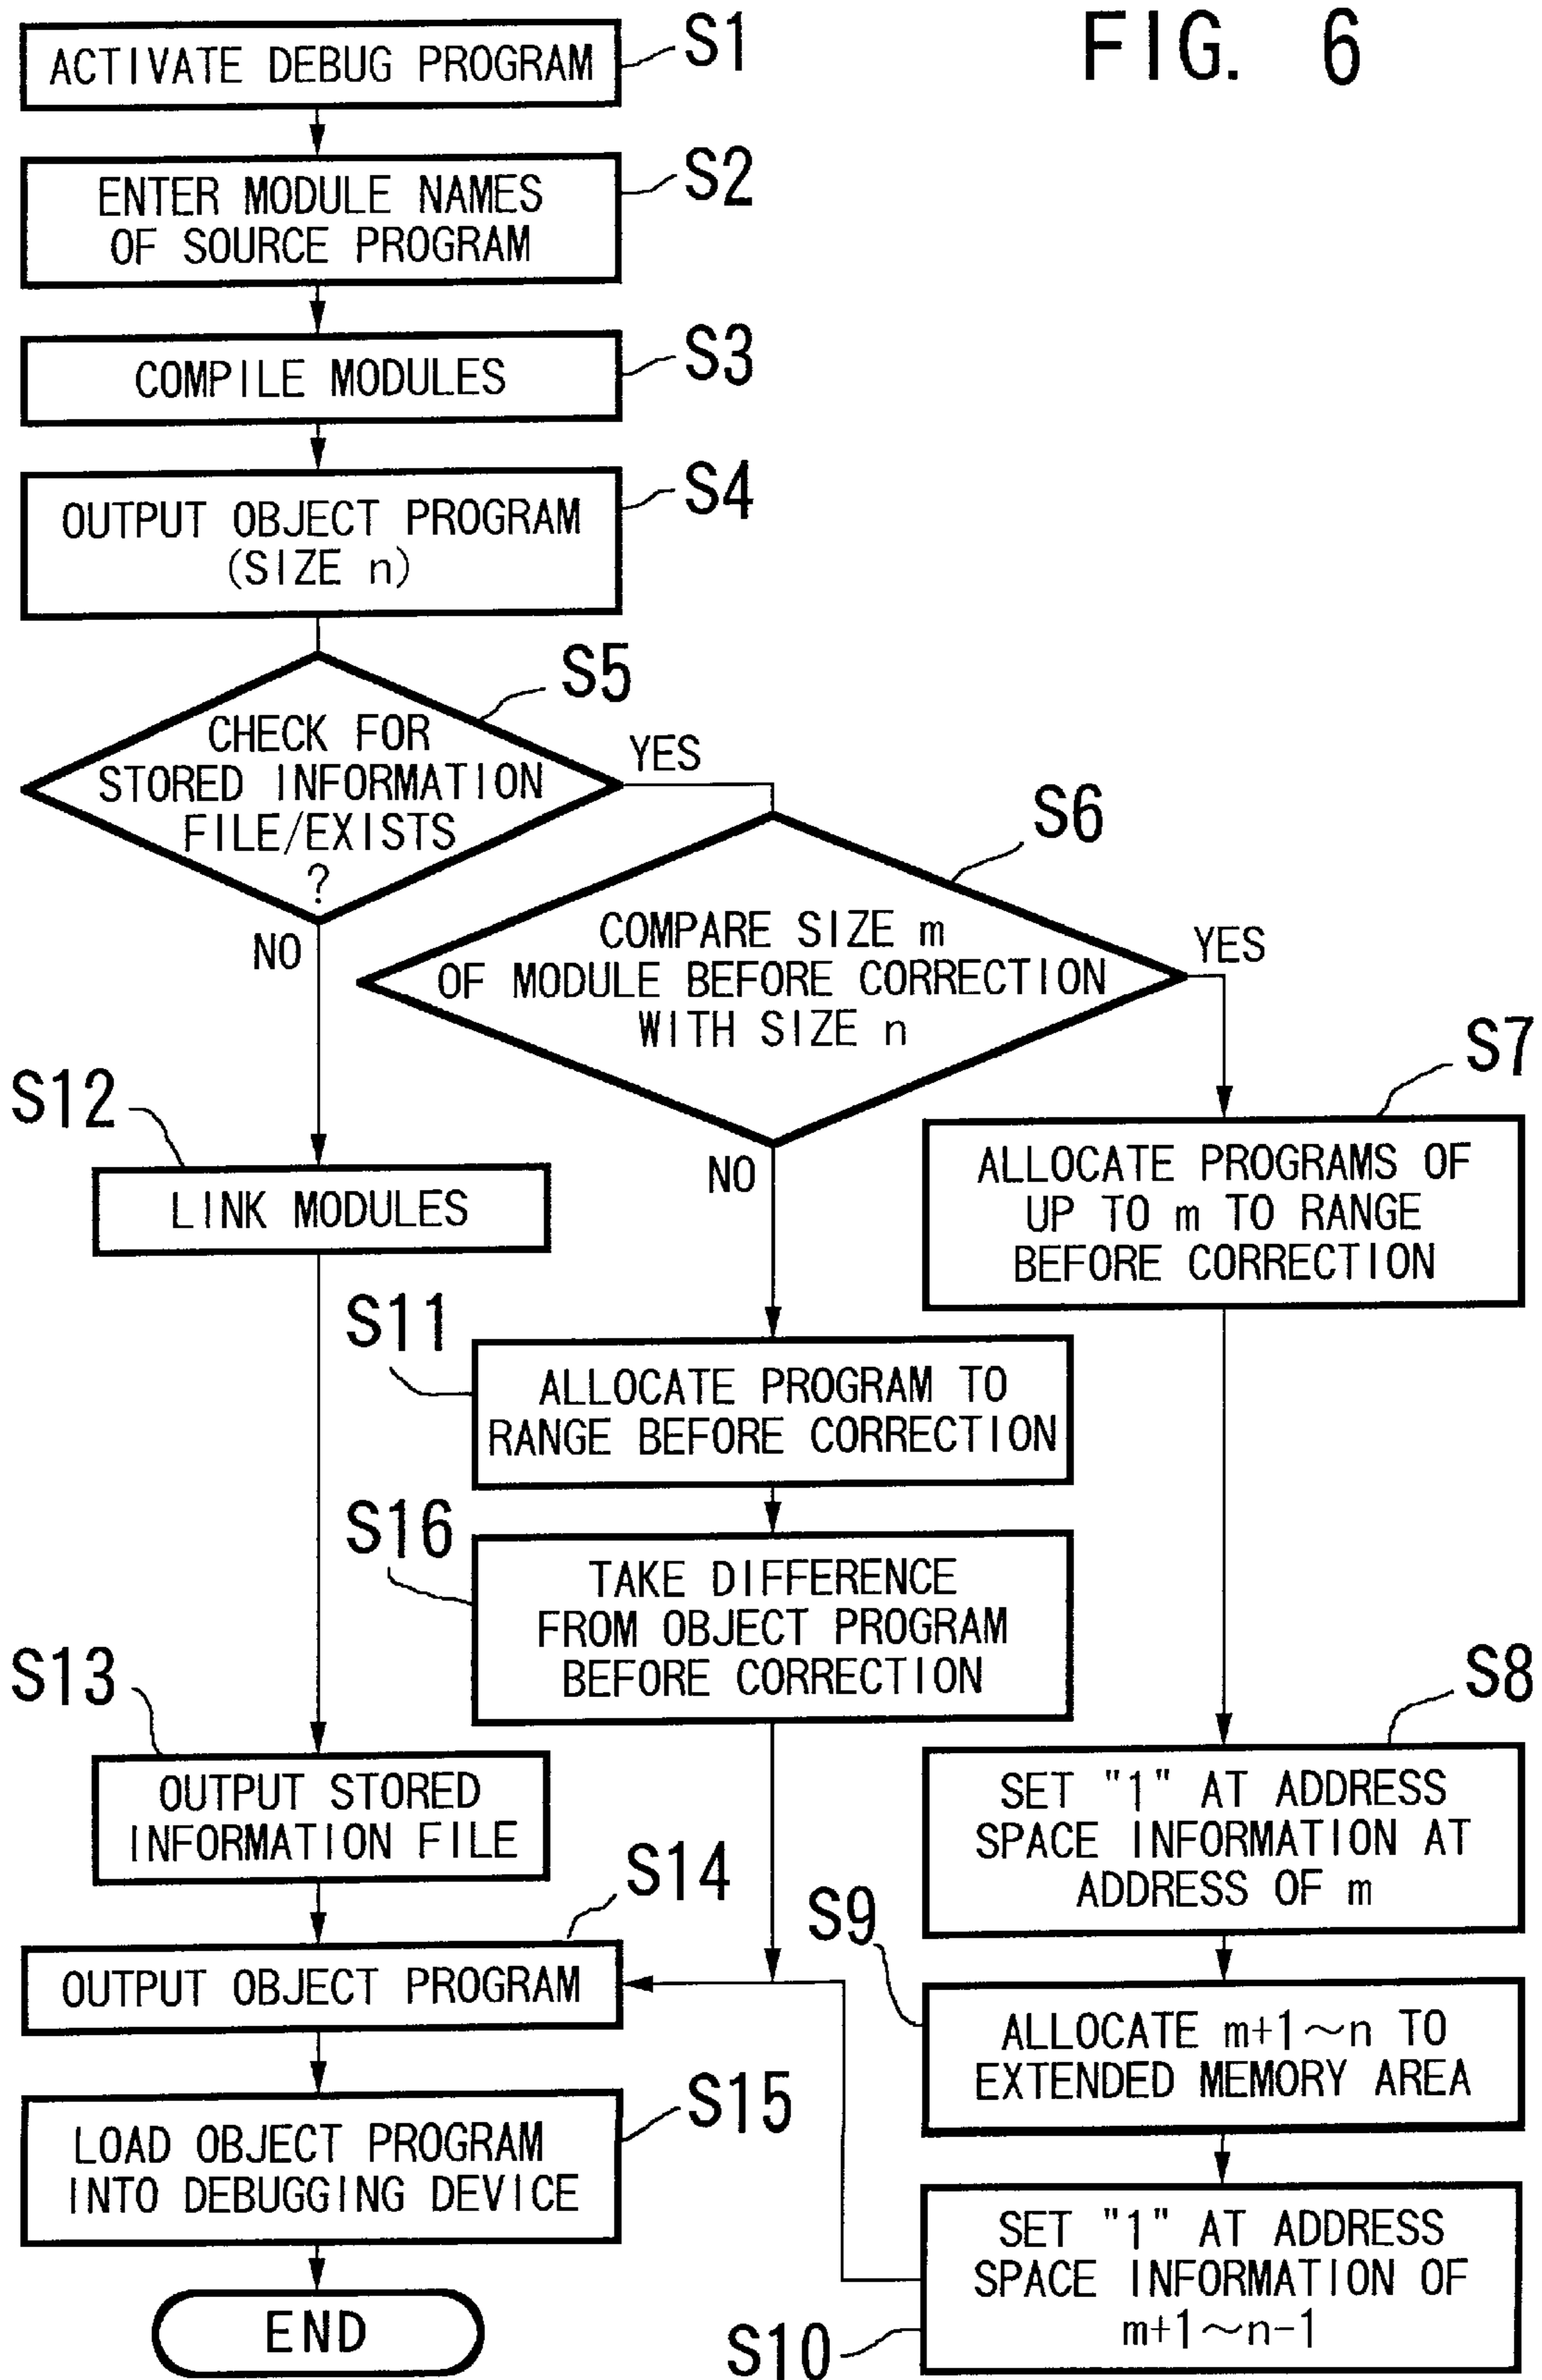 FIG. 6
S1
ACTIVATE DEBUG PROGRAM
S2
ENTER MODULE NAMES
OF SOURCE PROGRAM
S3
COMPILE MODULES
S4
OUTPUT OBJECT PROGRAM
(SIZE n)
S5
CHECK FOR
STORED INFORMATION
FILE/EXISTS
?
YES
NO
S6
COMPARE SIZE m
OF MODULE BEFORE CORRECTION
WITH SIZE n
YES
NO
S7
ALLOCATE PROGRAMS OF
UP TO m TO RANGE
BEFORE CORRECTION
S12
LINK MODULES
S11
ALLOCATE PROGRAM TO
RANGE BEFORE CORRECTION
S16
TAKE DIFFERENCE
FROM OBJECT PROGRAM
BEFORE CORRECTION
S13
OUTPUT STORED
INFORMATION FILE
S8
SET "1" AT ADDRESS
SPACE INFORMATION AT
ADDRESS OF m
S14
OUTPUT OBJECT PROGRAM
S9
ALLOCATE m+1～n TO
EXTENDED MEMORY AREA
S15
LOAD OBJECT PROGRAM
INTO DEBUGGING DEVICE
S10
SET "1" AT ADDRESS
SPACE INFORMATION OF
m+1～n-1
END